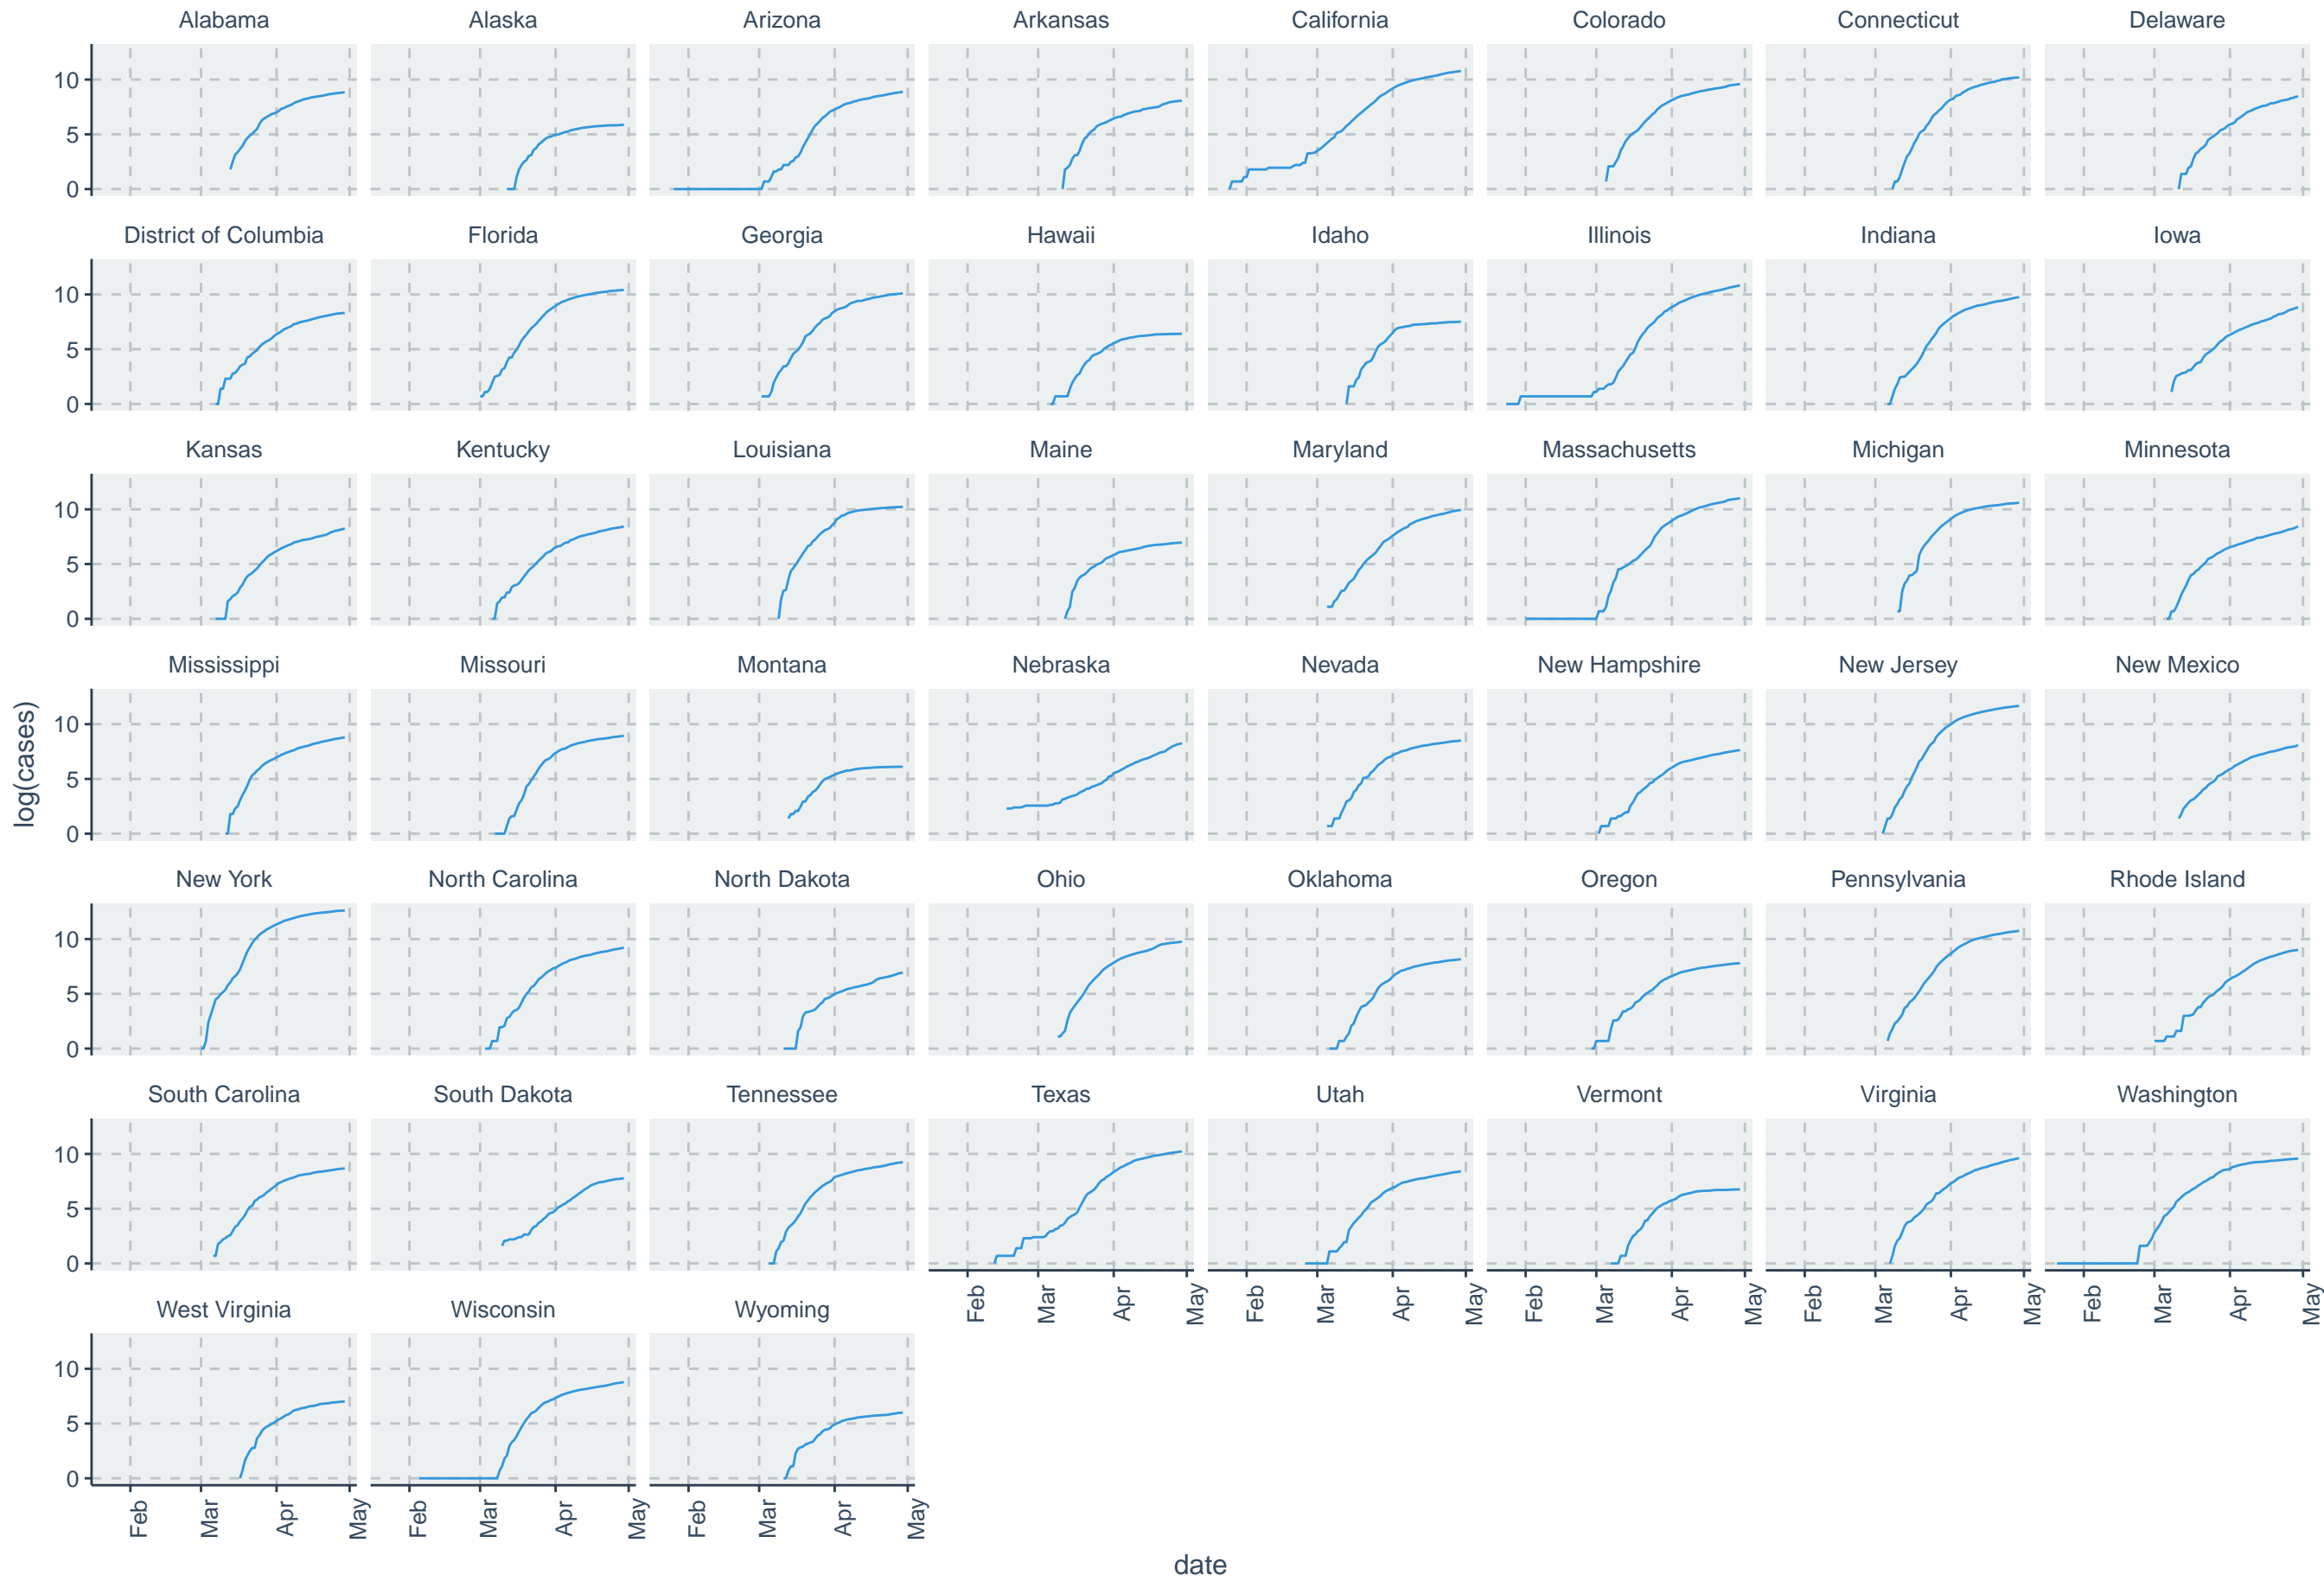 Alabama Alaska Arizona Arkansas California Colorado Connecticut Delaware
10
5
0
District of Columbia Florida Georgia Hawaii Idaho Illinois Indiana Iowa
10
5
0
Kansas Kentucky Louisiana Maine Maryland Massachusetts Michigan Minnesota
10
5
0
Mississippi Missouri Montana Nebraska Nevada New Hampshire New Jersey New Mexico
10
5
0
log(cases)
New York North Carolina North Dakota Ohio Oklahoma Oregon Pennsylvania Rhode Island
10
5
0
South Carolina South Dakota Tennessee Texas Utah Vermont Virginia Washington
10
5
0
Feb Mar Apr May Feb Mar Apr May Feb Mar Apr May Feb Mar Apr May Feb Mar Apr May
West Virginia Wisconsin Wyoming
10
5
0
Feb Mar Apr May Feb Mar Apr May Feb Mar Apr May
date